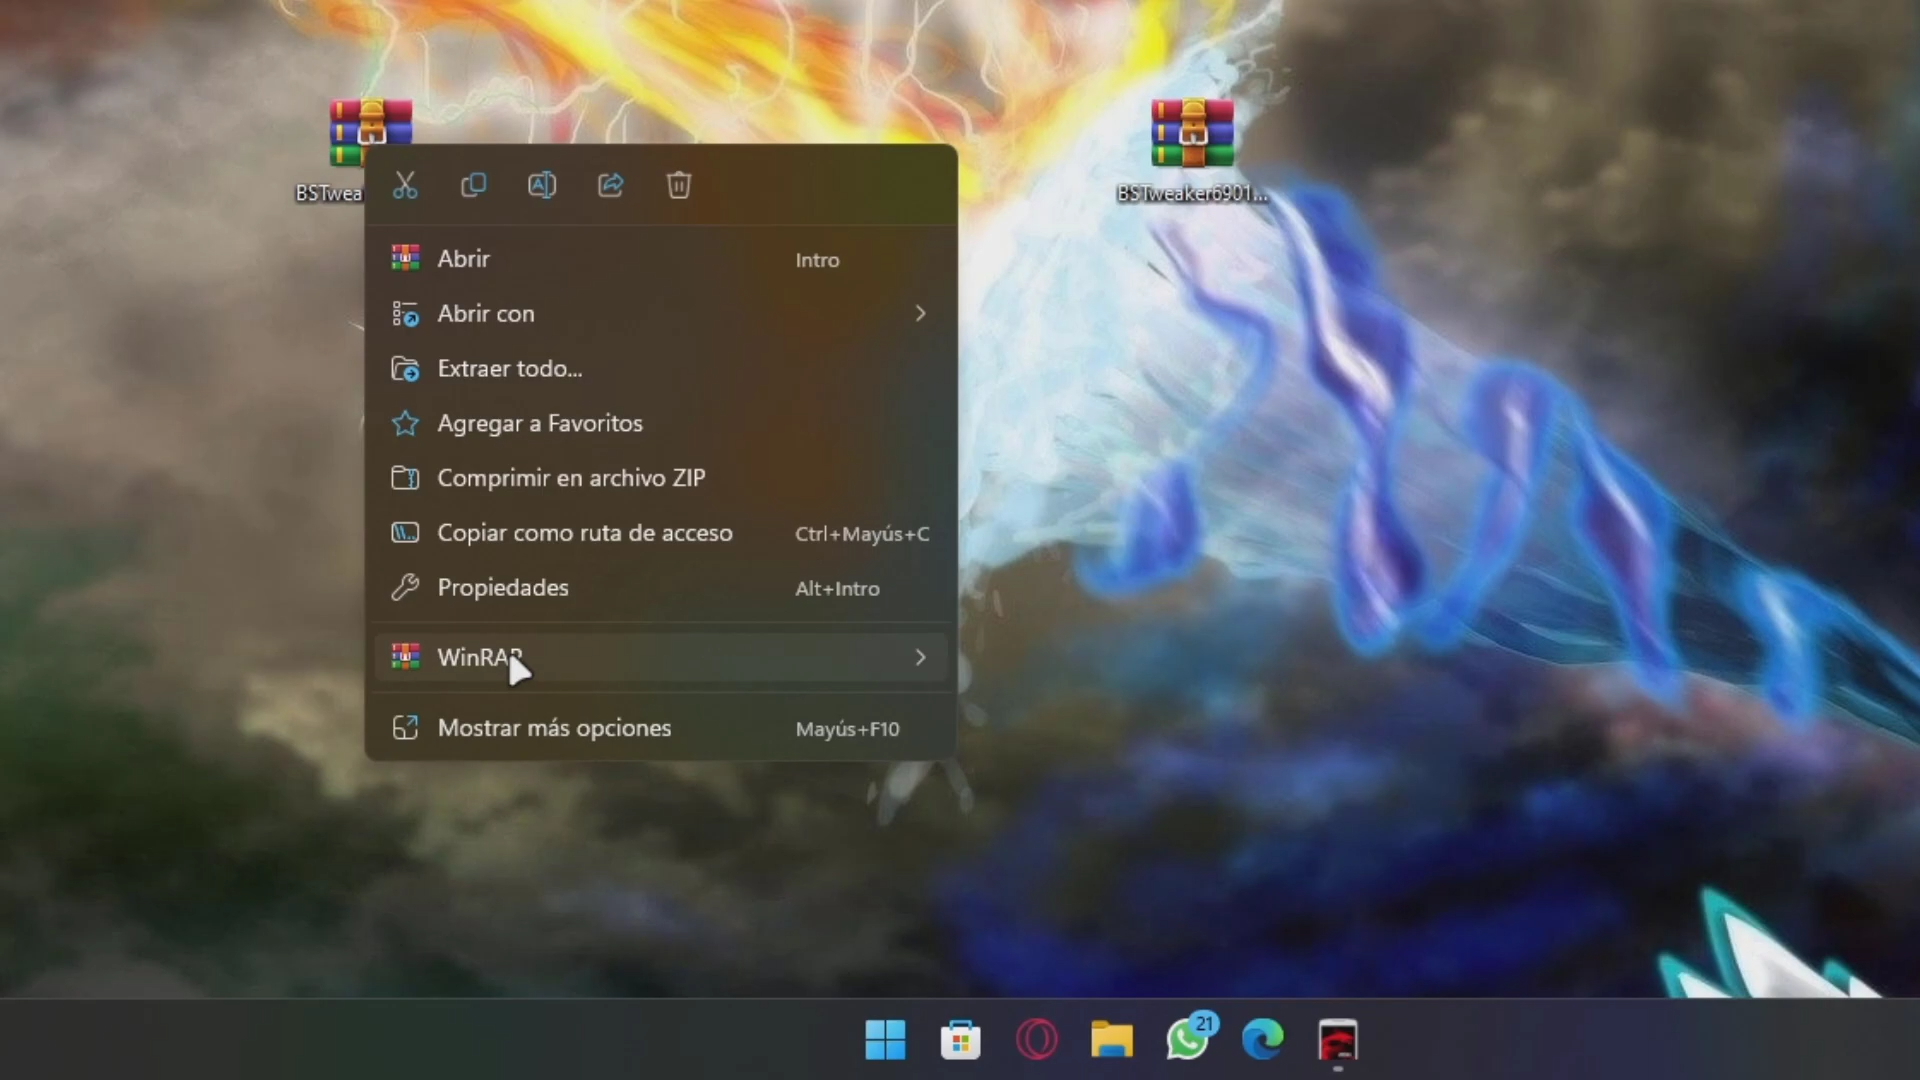 BSTweaker6901...
Abrir Intro
Abrir con
Extraer todo...
Agregar a Favoritos
Comprimir en archivo ZIP
Copiar como ruta de acceso Ctrl+Mayús+C
Propiedades Alt+Intro
WinRAR
Mostrar más opciones Mayús+F10
21